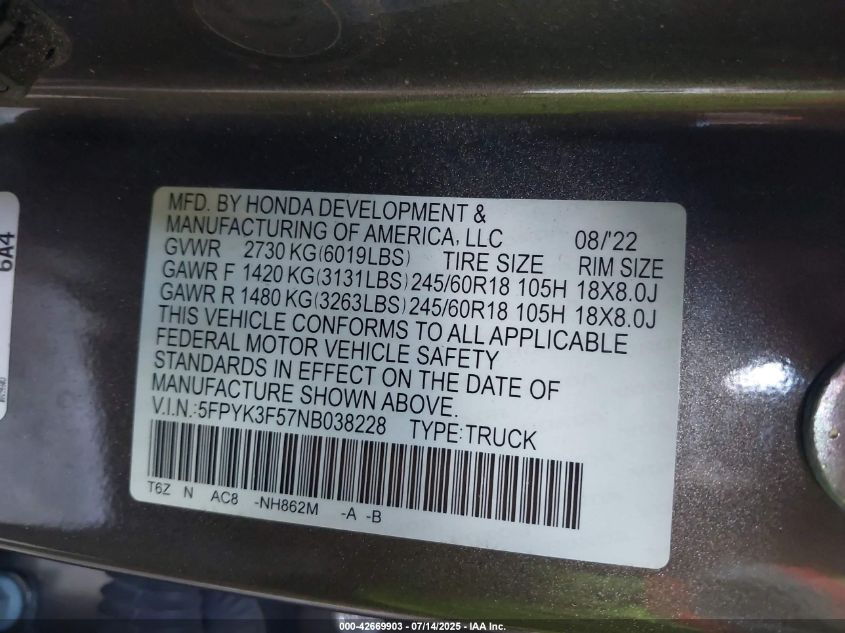 MFD. BY HONDA DEVELOPMENT &
MANUFACTURING OF AMERICA, LLC 08/'22
GVWR 2730 KG(6019LBS) TIRE SIZE RIM SIZE
GAWR F 1420 KG(3131LBS) 245/60R18 105H 18X8.0J
GAWR R 1480 KG(3263LBS) 245/60R18 105H 18X8.0J
THIS VEHICLE CONFORMS TO ALL APPLICABLE
FEDERAL MOTOR VEHICLE SAFETY
STANDARDS IN EFFECT ON THE DATE OF
MANUFACTURE SHOWN ABOVE.
V.I.N.:5FPYK3F57NB038228 TYPE:TRUCK
T6Z N AC8 -NH862M -A -B
6A4
000-42669903 - 07/14/2025 - IAA Inc.